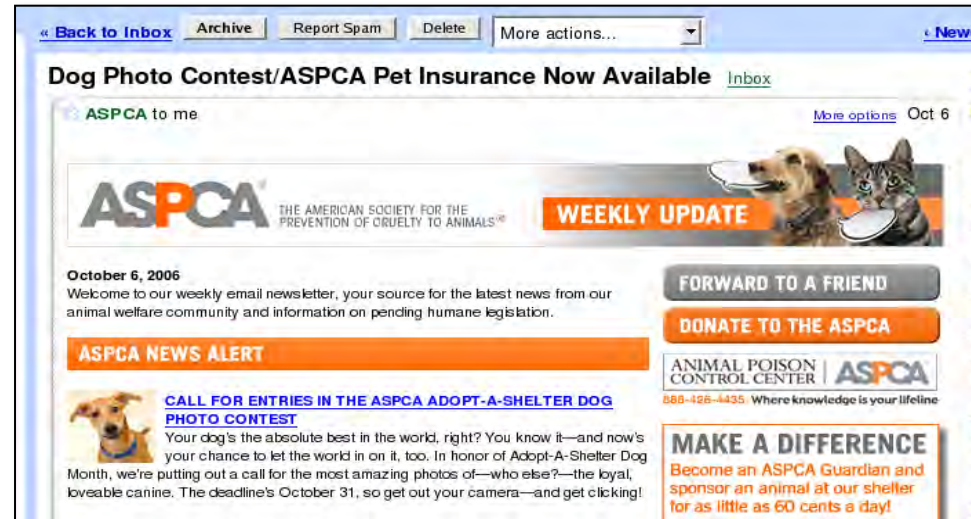 « Back to Inbox Archive Report Spam Delete More actions... ‹ New
Dog Photo Contest/ASPCA Pet Insurance Now Available Inbox
ASPCA to me More options Oct 6
ASPCA® THE AMERICAN SOCIETY FOR THE
PREVENTION OF CRUELTY TO ANIMALS®
WEEKLY UPDATE
October 6, 2006
Welcome to our weekly email newsletter, your source for the latest news from our
animal welfare community and information on pending humane legislation.
ASPCA NEWS ALERT
CALL FOR ENTRIES IN THE ASPCA ADOPT-A-SHELTER DOG
PHOTO CONTEST
Your dog's the absolute best in the world, right? You know it—and now's
your chance to let the world in on it, too. In honor of Adopt-A-Shelter Dog
Month, we're putting out a call for the most amazing photos of—who else?—the loyal,
loveable canine. The deadline's October 31, so get out your camera—and get clicking!
FORWARD TO A FRIEND
DONATE TO THE ASPCA
ANIMAL POISON
CONTROL CENTER | ASPCA
888-426-4435 Where knowledge is your lifeline
MAKE A DIFFERENCE
Become an ASPCA Guardian and
sponsor an animal at our shelter
for as little as 60 cents a day!